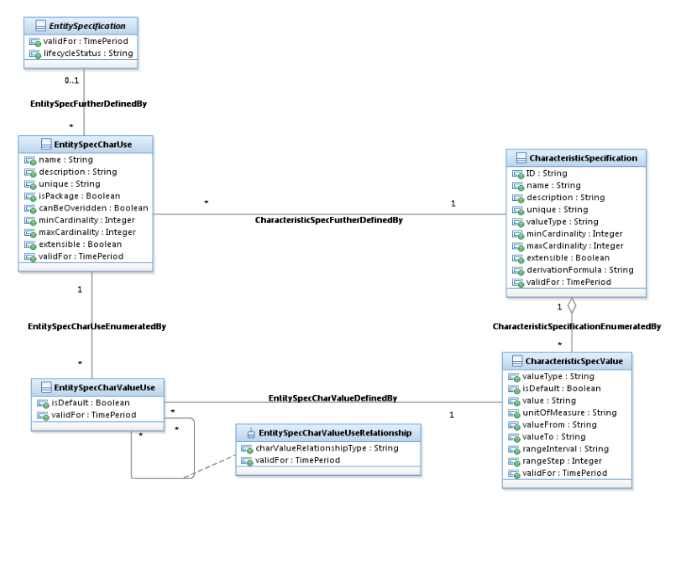 EntitySpecification
validFor : TimePeriod
lifecycleStatus : String
0..1
EntitySpecFurtherDefinedBy
*
EntitySpecCharUse
name : String
description : String
unique : String
isPackage : Boolean
canBeOveridden : Boolean
minCardinality : Integer
maxCardinality : Integer
extensible : Boolean
validFor : TimePeriod
*
1
CharacteristicSpecFurtherDefinedBy
CharacteristicSpecification
ID : String
name : String
description : String
unique : String
valueType : String
minCardinality : Integer
maxCardinality : Integer
extensible : Boolean
derivationFormula : String
validFor : TimePeriod
1
EntitySpecCharUseEnumeratedBy
*
1
CharacteristicSpecificationEnumeratedBy
*
EntitySpecCharValueUse
isDefault : Boolean
validFor : TimePeriod
*
EntitySpecCharValueDefinedBy
1
*
*
EntitySpecCharValueUseRelationship
charValueRelationshipType : String
validFor : TimePeriod
CharacteristicSpecValue
valueType : String
isDefault : Boolean
value : String
unitOfMeasure : String
valueFrom : String
valueTo : String
rangeInterval : String
rangeStep : Integer
validFor : TimePeriod